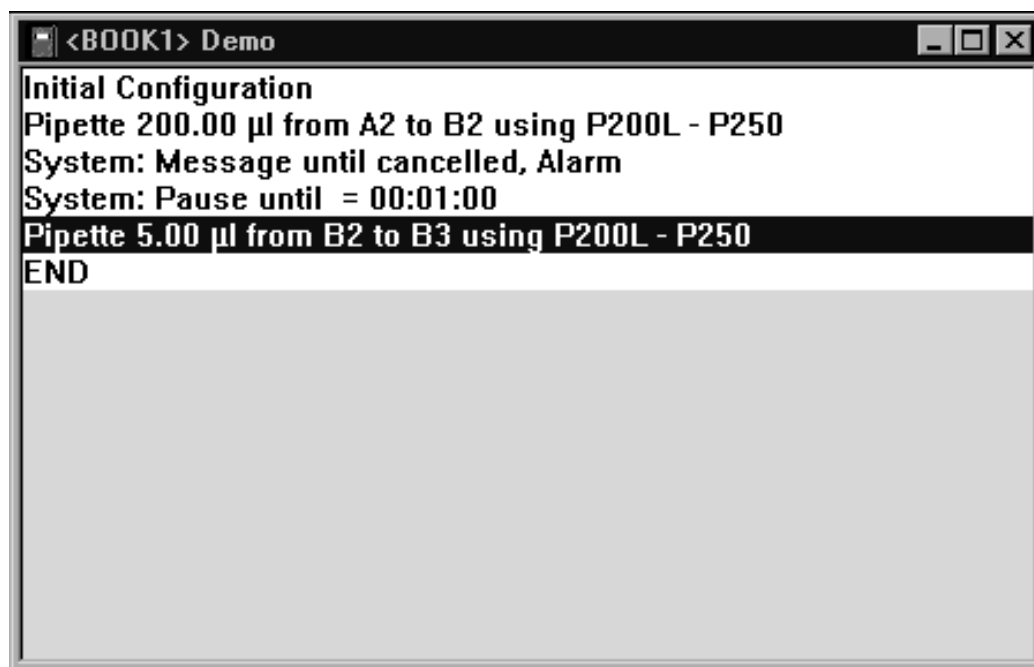 <BOOK1> Demo
Initial Configuration
Pipette 200.00 µl from A2 to B2 using P200L - P250
System: Message until cancelled, Alarm
System: Pause until  = 00:01:00
Pipette 5.00 µl from B2 to B3 using P200L - P250
END